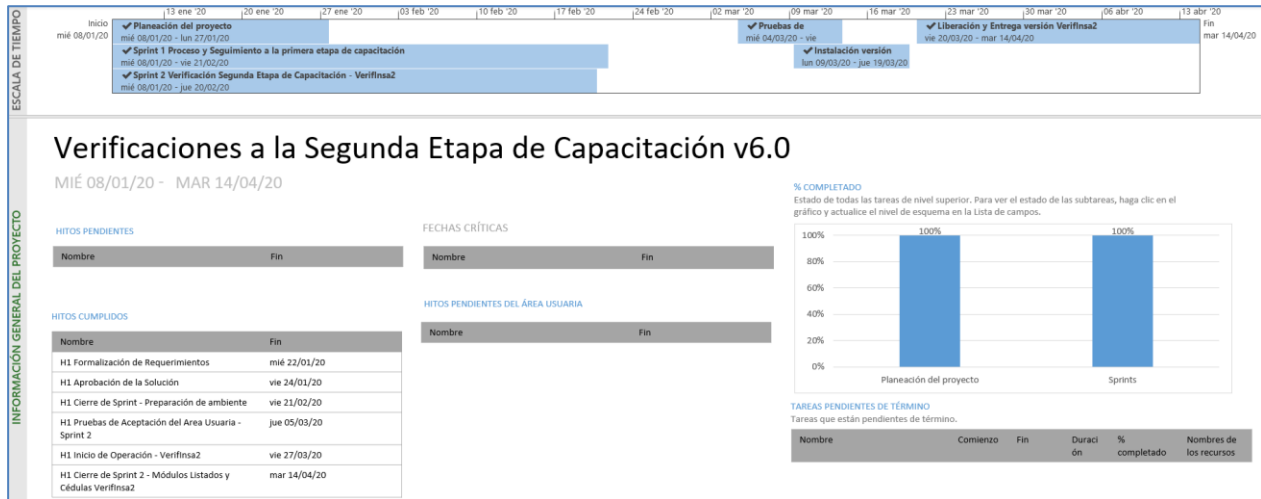 ESCALA DE TIEMPO
13 ene '20
20 ene '20
27 ene '20
03 feb '20
10 feb '20
17 feb '20
24 feb '20
02 mar '20
09 mar '20
16 mar '20
23 mar '20
30 mar '20
06 abr '20
13 abr '20
Inicio
mié 08/01/20
✔Planeación del proyecto
mié 08/01/20 - lun 27/01/20
✔Pruebas de
mié 04/03/20 - vie
✔Liberación y Entrega versión VerifInsa2
vie 20/03/20 - mar 14/04/20
Fin
mar 14/04/20
✔Sprint 1 Proceso y Seguimiento a la primera etapa de capacitación
mié 08/01/20 - vie 21/02/20
✔Instalación versión
lun 09/03/20 - jue 19/03/20
✔Sprint 2 Verificación Segunda Etapa de Capacitación - VerifInsa2
mié 08/01/20 - jue 20/02/20
INFORMACIÓN GENERAL DEL PROYECTO
Verificaciones a la Segunda Etapa de Capacitación v6.0
MIÉ 08/01/20 - MAR 14/04/20
HITOS PENDIENTES
Nombre Fin
HITOS CUMPLIDOS
Nombre Fin
H1 Formalización de Requerimientos mié 22/01/20
H1 Aprobación de la Solución vie 24/01/20
H1 Cierre de Sprint - Preparación de ambiente vie 21/02/20
H1 Pruebas de Aceptación del Area Usuaria - jue 05/03/20
Sprint 2
H1 Inicio de Operación - VerifInsa2 vie 27/03/20
H1 Cierre de Sprint 2 - Módulos Listados y mar 14/04/20
Cédulas VerifInsa2
FECHAS CRÍTICAS
Nombre Fin
HITOS PENDIENTES DEL ÁREA USUARIA
Nombre Fin
% COMPLETADO
Estado de todas las tareas de nivel superior. Para ver el estado de las subtareas, haga clic en el
gráfico y actualice el nivel de esquema en la Lista de campos.
100%
80%
60%
40%
20%
0%
100%
100%
Planeación del proyecto
Sprints
TAREAS PENDIENTES DE TÉRMINO
Tareas que están pendientes de término.
Nombre Comienzo Fin Duraci % Nombres de
ón completado los recursos